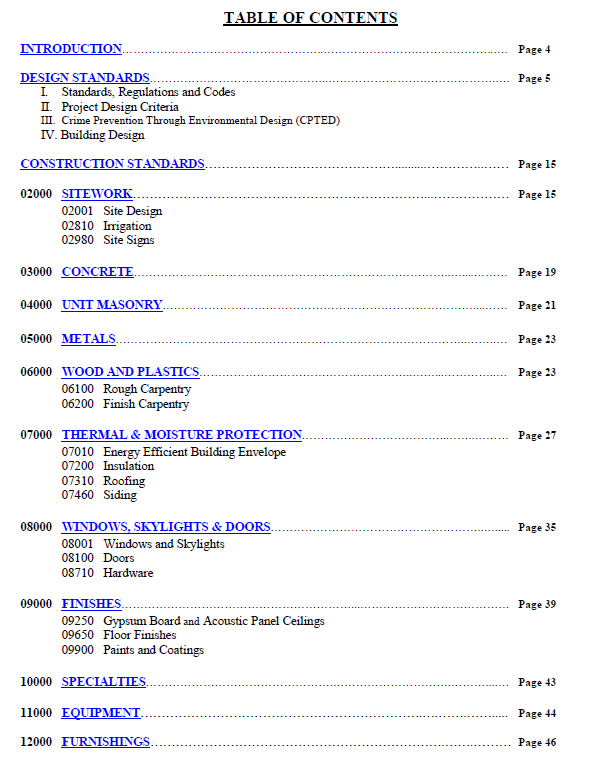 TABLE OF CONTENTS
INTRODUCTION.......................................................... Page 4
DESIGN STANDARDS.......................................................... Page 5
I. Standards, Regulations and Codes
II. Project Design Criteria
III. Crime Prevention Through Environmental Design (CPTED)
IV. Building Design
CONSTRUCTION STANDARDS.......................................................... Page 15
02000 SITEWORK.......................................................... Page 15
02001 Site Design
02810 Irrigation
02980 Site Signs
03000 CONCRETE.......................................................... Page 19
04000 UNIT MASONRY.......................................................... Page 21
05000 METALS.......................................................... Page 23
06000 WOOD AND PLASTICS.......................................................... Page 23
06100 Rough Carpentry
06200 Finish Carpentry
07000 THERMAL & MOISTURE PROTECTION.......................................................... Page 27
07010 Energy Efficient Building Envelope
07200 Insulation
07310 Roofing
07460 Siding
08000 WINDOWS, SKYLIGHTS & DOORS.......................................................... Page 35
08001 Windows and Skylights
08100 Doors
08710 Hardware
09000 FINISHES.......................................................... Page 39
09250 Gypsum Board and Acoustic Panel Ceilings
09650 Floor Finishes
09900 Paints and Coatings
10000 SPECIALTIES.......................................................... Page 43
11000 EQUIPMENT.......................................................... Page 44
12000 FURNISHINGS.......................................................... Page 46